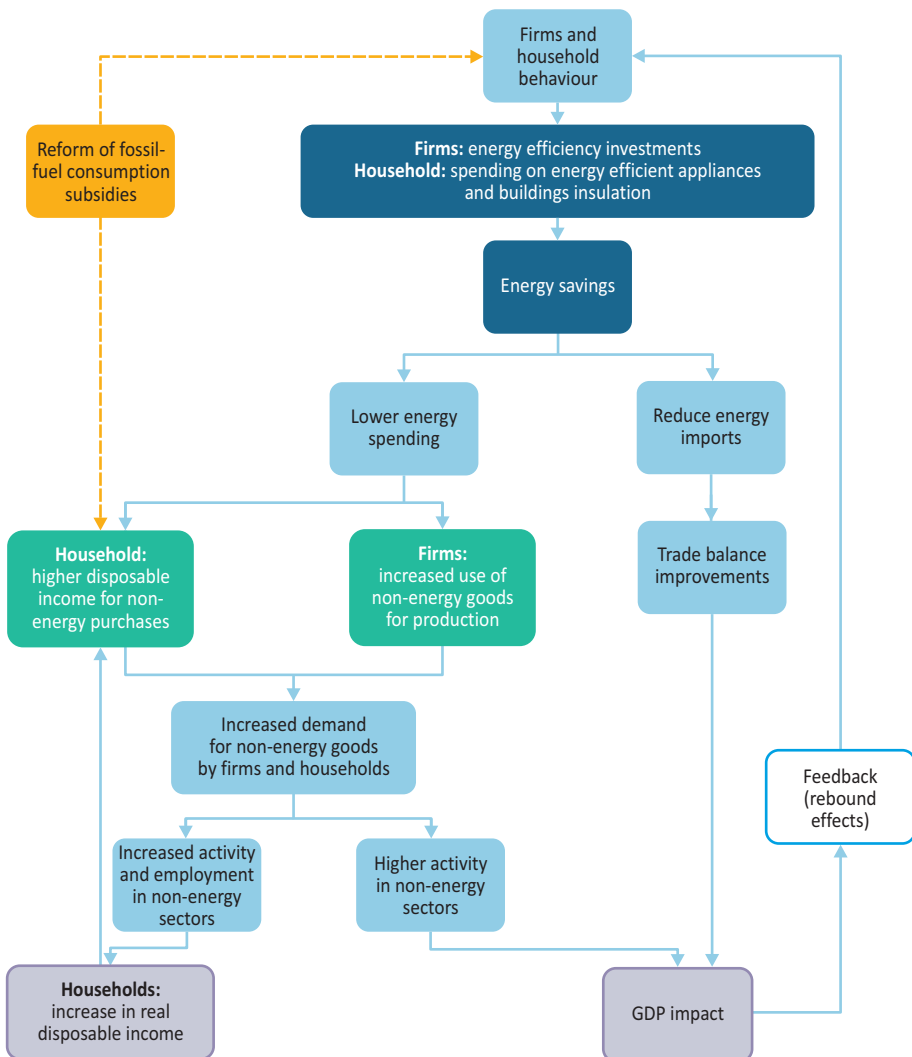 Firms and
household
behaviour
Reform of fossil-
fuel consumption
subsidies
Firms: energy efficiency investments
Household: spending on energy efficient appliances
and buildings insulation
Energy savings
Lower energy
spending
Reduce energy
imports
Household:
higher disposable
income for non-
energy purchases
Firms:
increased use of
non-energy goods
for production
Trade balance
improvements
Increased demand
for non-energy goods
by firms and households
Feedback
(rebound
effects)
Increased activity
and employment
in non-energy
sectors
Higher activity
in non-energy
sectors
Households:
increase in real
disposable income
GDP impact